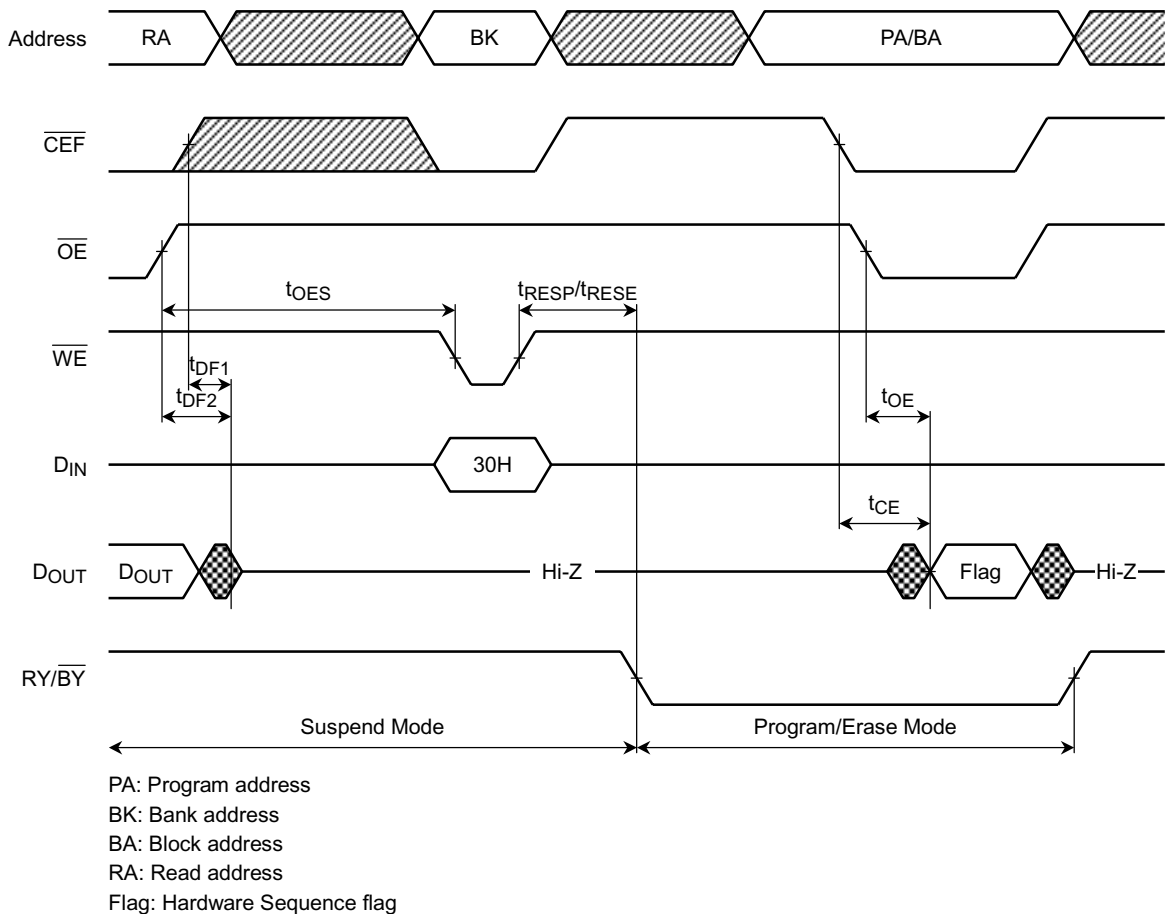 Address RA BK PA/BA
CEF
OE
tOES tRESP/tRESE
WE
tDF1
tDF2 tOE
DIN 30H
tCE
DOUT DOUT Hi-Z Flag Hi-Z
RY/BY
Suspend Mode Program/Erase Mode
PA: Program address
BK: Bank address
BA: Block address
RA: Read address
Flag: Hardware Sequence flag